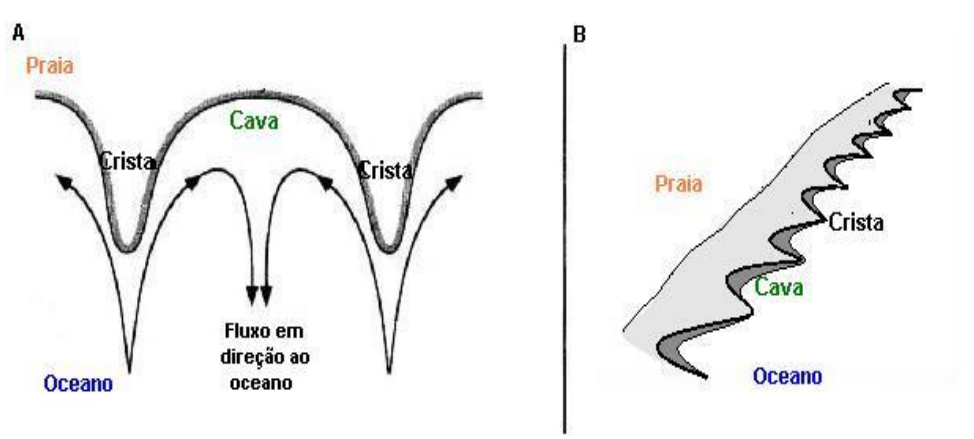 A
Praia
Cava
Crista
Crista
Fluxo em
direção ao
oceano
Oceano
B
Praia
Crista
Cava
Oceano